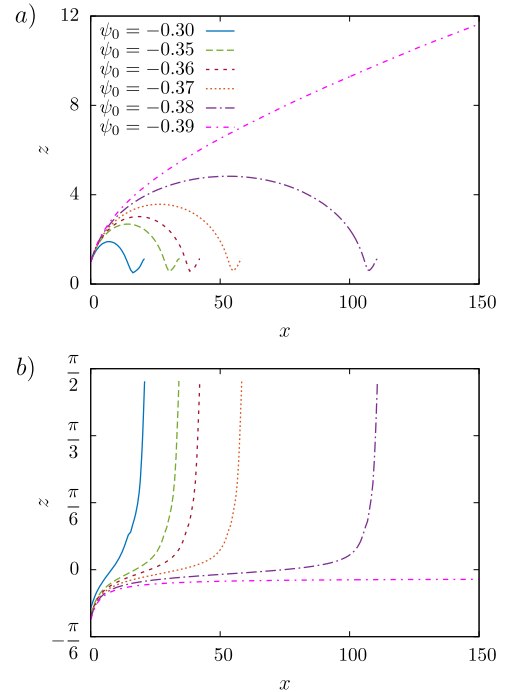 a)
12
8
4
0
z
ψ₀ = −0.30
ψ₀ = −0.35
ψ₀ = −0.36
ψ₀ = −0.37
ψ₀ = −0.38
ψ₀ = −0.39
0 50 100 150
x
b)
π/2
π/3
π/6
0
−π/6
z
0 50 100 150
x